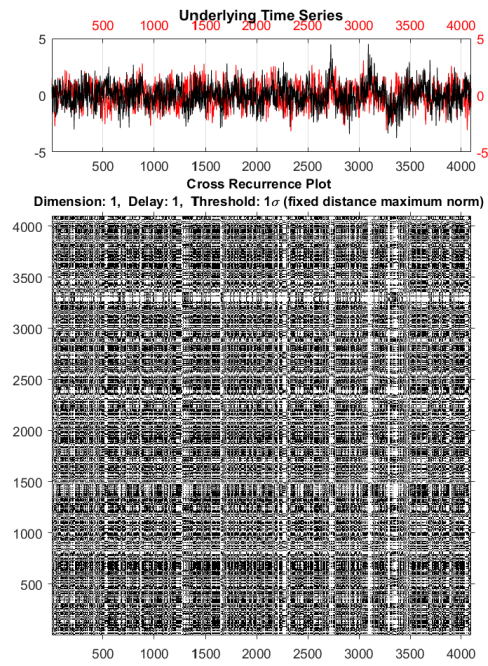 Underlying Time Series
500 1000 1500 2000 2500 3000 3500 4000
5 5
0 0
-5 -5
500 1000 1500 2000 2500 3000 3500 4000
Cross Recurrence Plot
Dimension: 1, Delay: 1, Threshold: 1σ (fixed distance maximum norm)
4000
3500
3000
2500
2000
1500
1000
500
500 1000 1500 2000 2500 3000 3500 4000